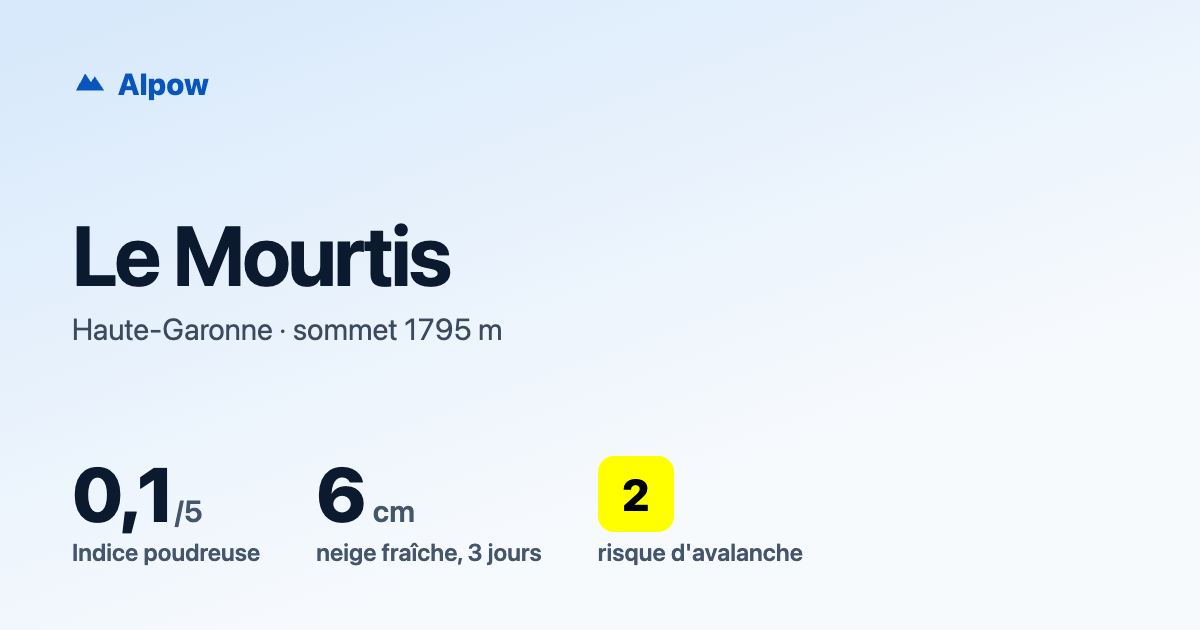 Alpow
Le Mourtis
Haute-Garonne · sommet 1795 m
0,1/5
Indice poudreuse
6 cm
neige fraîche, 3 jours
2
risque d'avalanche